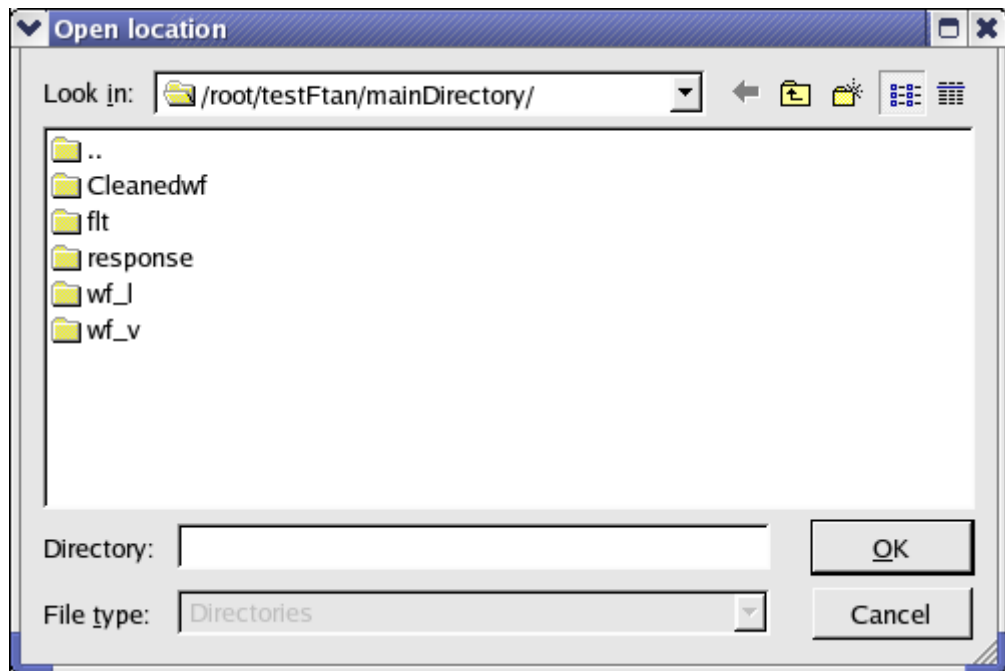 Open location
Look in: /root/testFtan/mainDirectory/
..
Cleanedwf
flt
response
wf_l
wf_v
Directory: OK
File type: Directories Cancel